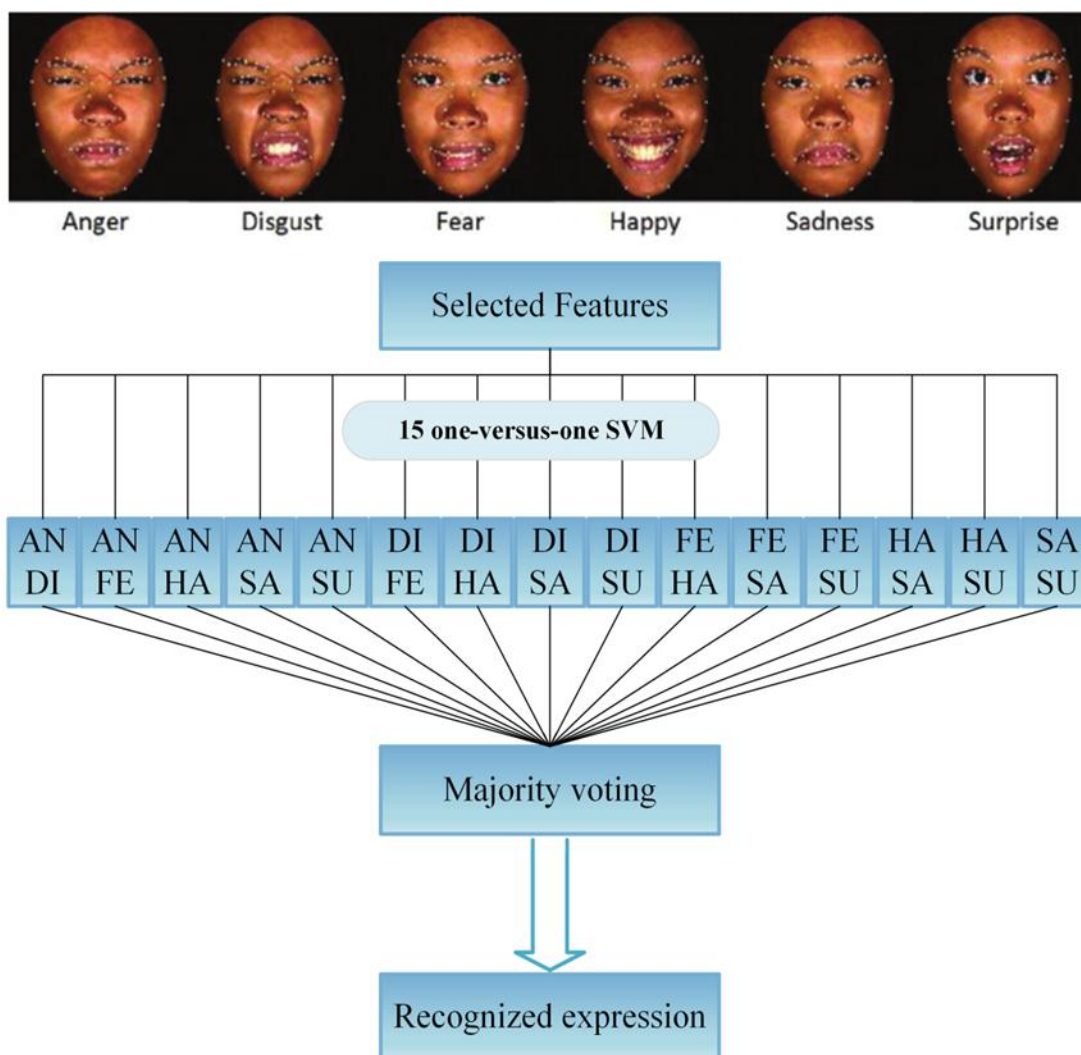 Anger Disgust Fear Happy Sadness Surprise
Selected Features
15 one-versus-one SVM
AN AN AN AN AN DI DI DI DI FE FE FE HA HA SA
DI FE HA SA SU FE HA SA SU HA SA SU SA SU SU
Majority voting
Recognized expression